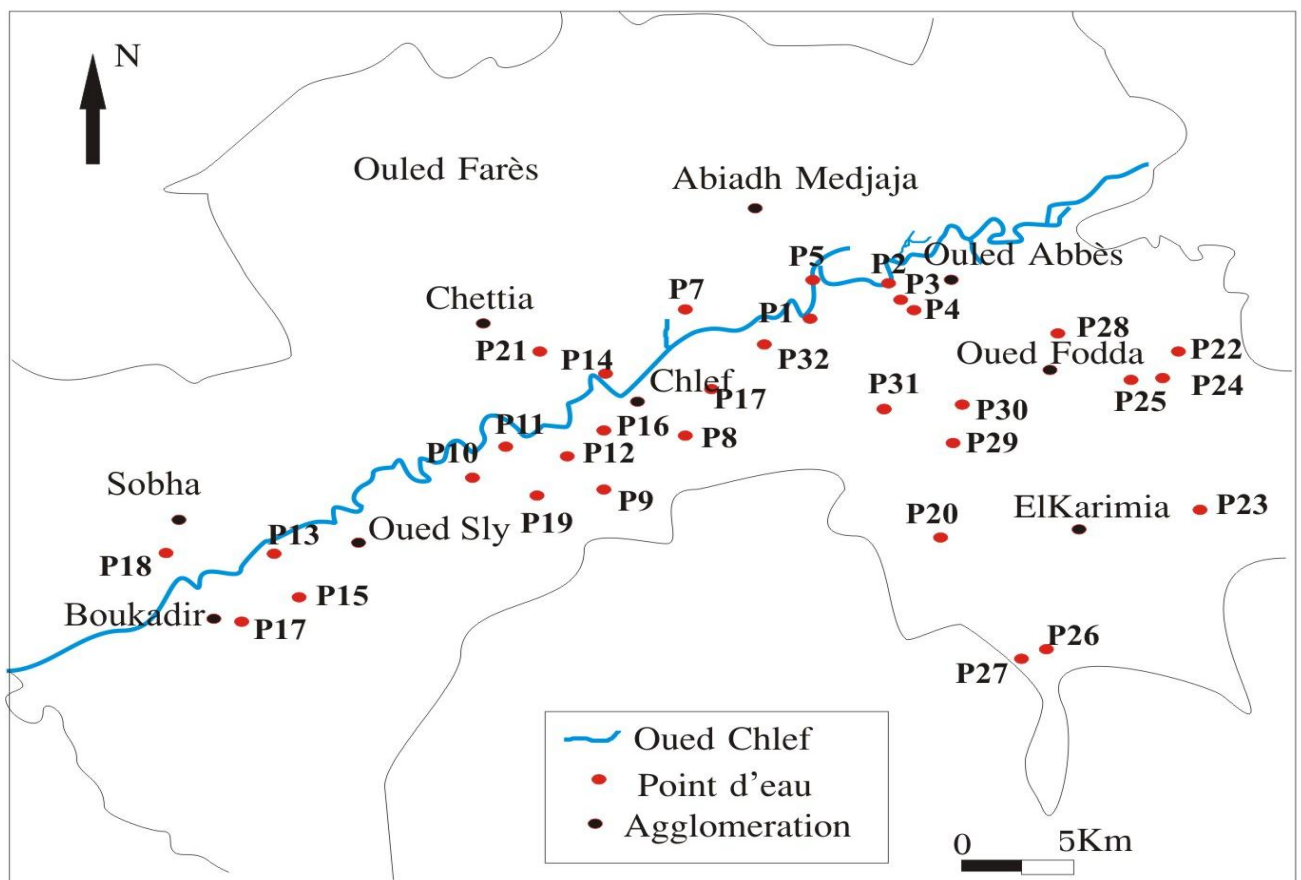 N
Ouled Farès
Abiadh Medjaja
P5
P2
Ouled Abbès
P3
P4
Chettia
P7
P1
P28
P21
P14
P32
Oued Fodda
P22
Chlef
P17
P31
P25
P24
P30
P11
P16
P8
P29
P10
P12
Sobha
P19
P9
P20
ElKarimia
P23
P13
Oued Sly
P18
P15
Boukadir
P17
P26
P27
Oued Chlef
Point d'eau
Agglomeration
0 5Km